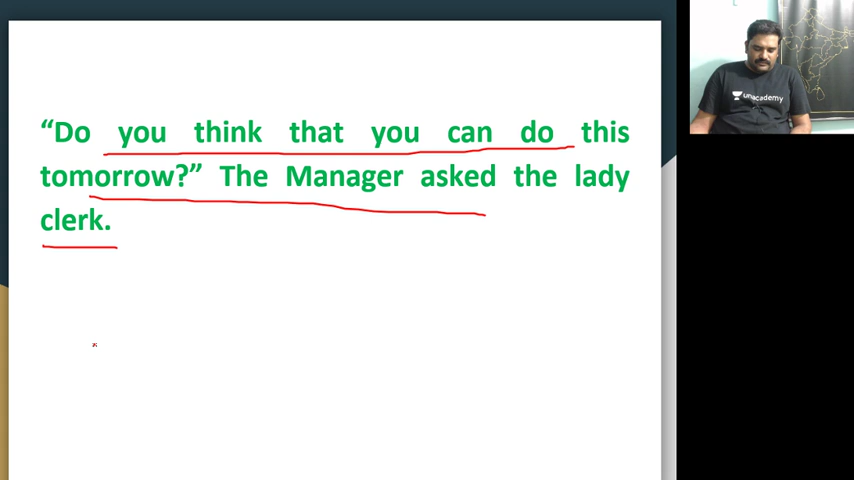 “Do you think that you can do this
tomorrow?” The Manager asked the lady
clerk.
unacademy